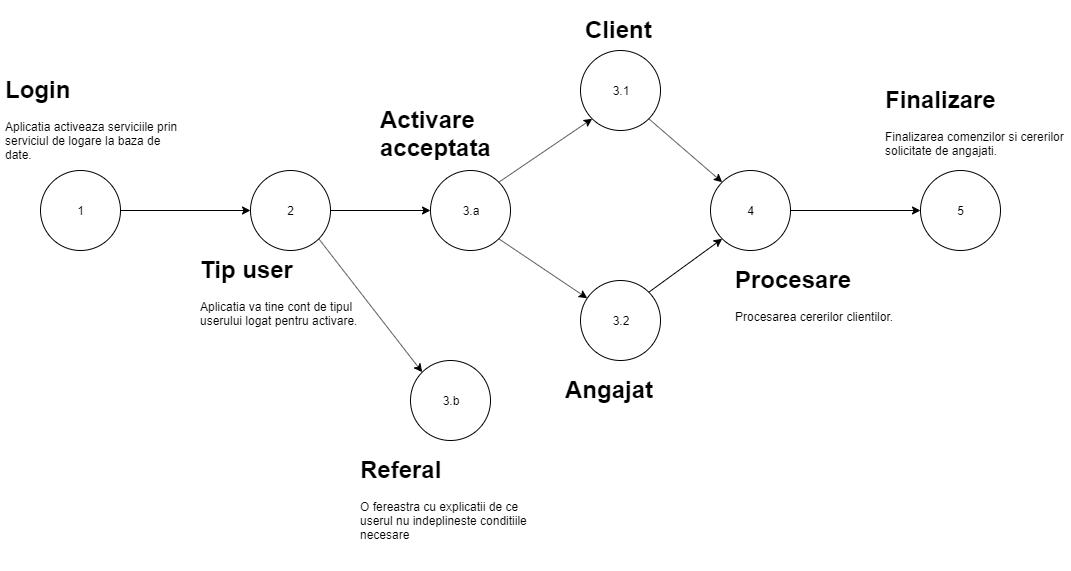 Login
Aplicatia activeaza serviciile prin
serviciul de logare la baza de
date.
1
2
Tip user
Aplicatia va tine cont de tipul
userului logat pentru activare.
Activare
acceptata
3.a
3.b
Referal
O fereastra cu explicatii de ce
userul nu indeplineste conditiile
necesare
Client
3.1
3.2
Angajat
4
Procesare
Procesarea cererilor clientilor.
Finalizare
Finalizarea comenzilor si cererilor
solicitate de angajati.
5